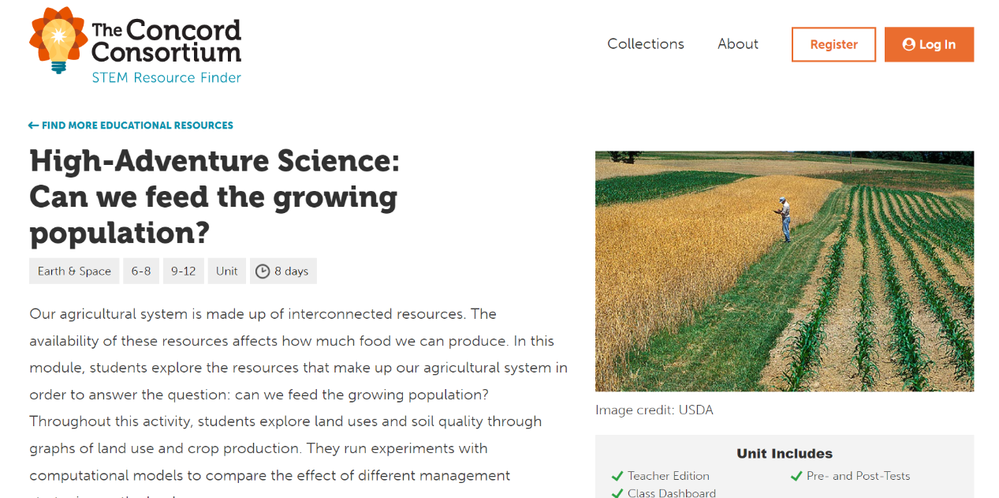 The Concord
Consortium
STEM Resource Finder
Collections
About
Register
Log In
← FIND MORE EDUCATIONAL RESOURCES
High-Adventure Science:
Can we feed the growing
population?
Earth & Space
6-8
9-12
Unit
8 days
Our agricultural system is made up of interconnected resources. The
availability of these resources affects how much food we can produce. In this
module, students explore the resources that make up our agricultural system in
order to answer the question: can we feed the growing population?
Throughout this activity, students explore land uses and soil quality through
graphs of land use and crop production. They run experiments with
computational models to compare the effect of different management
Image credit: USDA
Unit Includes
Teacher Edition
Pre- and Post-Tests
Class Dashboard